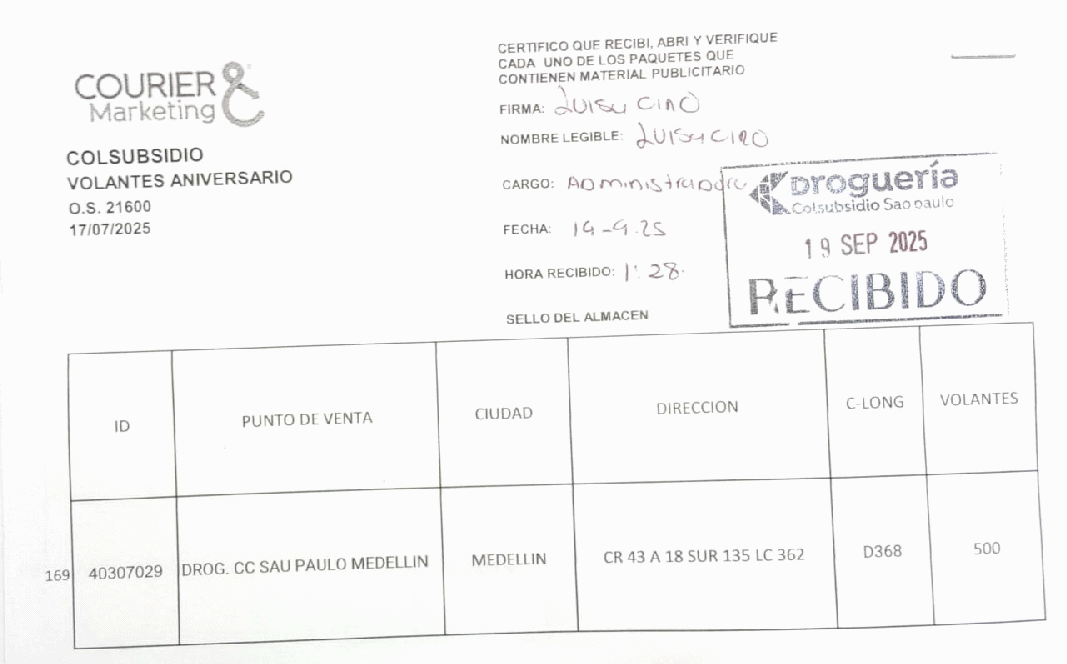 COURIER &
Marketing
COLSUBSIDIO
VOLANTES ANIVERSARIO
O.S. 21600
17/07/2025
CERTIFICO QUE RECIBI, ABRI Y VERIFIQUE
CADA UNO DE LOS PAQUETES QUE
CONTIENEN MATERIAL PUBLICITARIO
FIRMA: Luisa Ciro
NOMBRE LEGIBLE: Luisa Ciro
CARGO: Administradora
FECHA: 19-9-25
HORA RECIBIDO: 1:28
SELLO DEL ALMACEN
Droguería
Colsubsidio Sao paulo
19 SEP 2025
RECIBIDO
ID PUNTO DE VENTA CIUDAD DIRECCION C-LONG VOLANTES
169 40307029 DROG. CC SAU PAULO MEDELLIN MEDELLIN CR 43 A 18 SUR 135 LC 362 D368 500